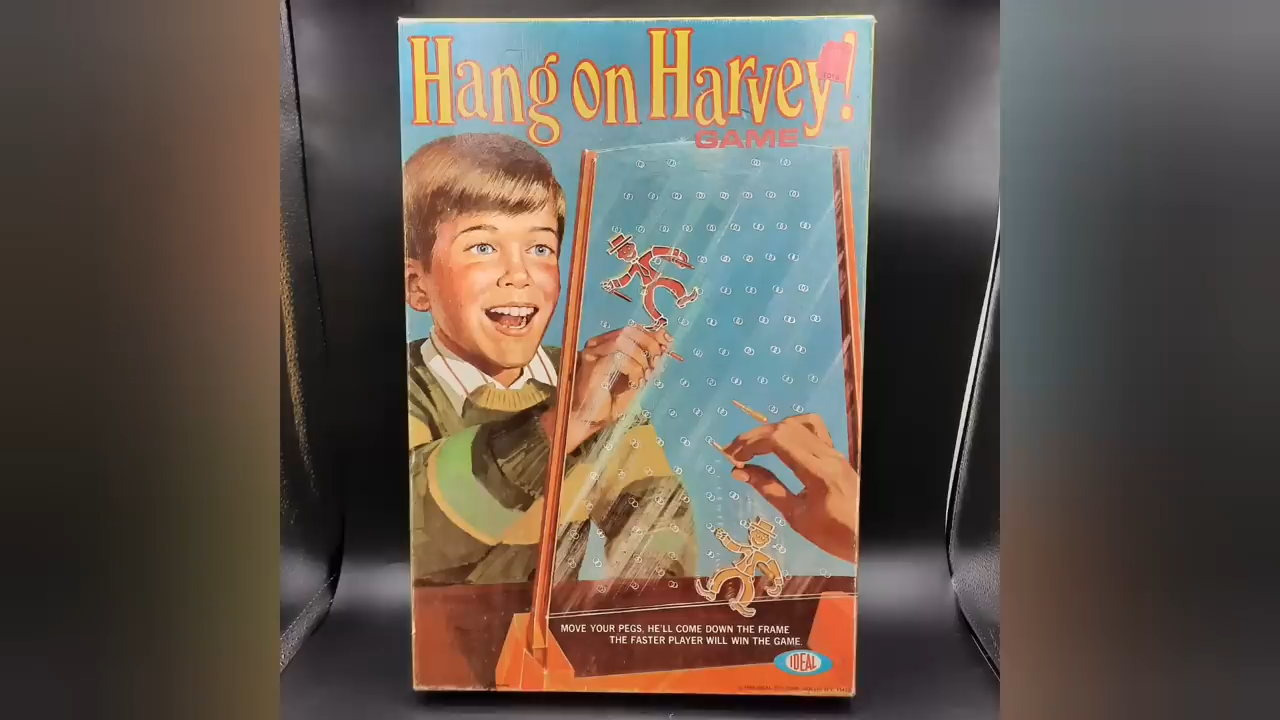 Hang on Harvey!
GAME
MOVE YOUR PEGS. HE'LL COME DOWN THE FRAME
THE FASTER PLAYER WILL WIN THE GAME.
IDEAL